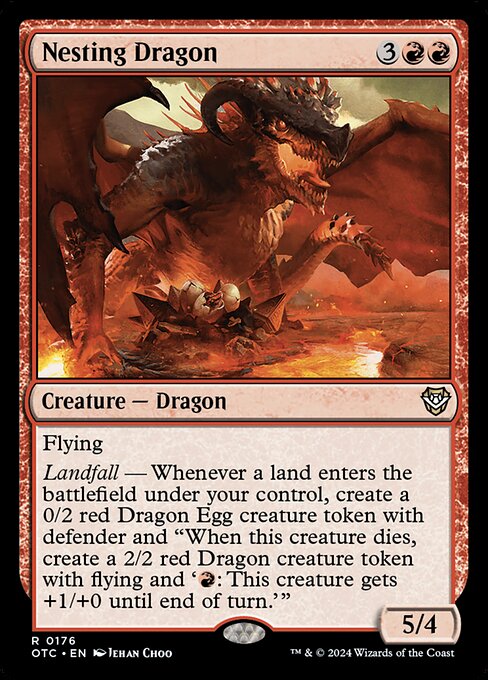 Nesting Dragon 3
Creature — Dragon
Flying
Landfall — Whenever a land enters the
battlefield under your control, create a
0/2 red Dragon Egg creature token with
defender and “When this creature dies,
create a 2/2 red Dragon creature token
with flying and ‘: This creature gets
+1/+0 until end of turn.’”
5/4
R 0176
OTC • EN Jehan Choo
™ & © 2024 Wizards of the Coast